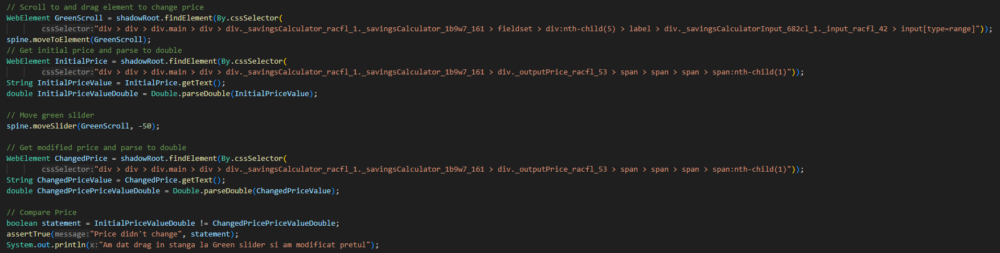 // Scroll to and drag element to change price
WebElement GreenScroll = shadowRoot.findElement(By.cssSelector(
cssSelector:"div > div > div.main > div > div._savingsCalculator_racfl_1._savingsCalculator_1b9w7_161 > fieldset > div:nth-child(5) > label > div._savingsCalculatorInput_682cl_1._input_racfl_42 > input[type=range]"));
spine.moveToElement(GreenScroll);
// Get initial price and parse to double
WebElement InitialPrice = shadowRoot.findElement(By.cssSelector(
cssSelector:"div > div > div.main > div > div._savingsCalculator_racfl_1._savingsCalculator_1b9w7_161 > div._outputPrice_racfl_53 > span > span > span > span:nth-child(1)"));
String InitialPriceValue = InitialPrice.getText();
double InitialPriceValueDouble = Double.parseDouble(InitialPriceValue);
// Move green slider
spine.moveSlider(GreenScroll, -50);
// Get modified price and parse to double
WebElement ChangedPrice = shadowRoot.findElement(By.cssSelector(
cssSelector:"div > div > div.main > div > div._savingsCalculator_racfl_1._savingsCalculator_1b9w7_161 > div._outputPrice_racfl_53 > span > span > span > span:nth-child(1)"));
String ChangedPriceValue = ChangedPrice.getText();
double ChangedPricePriceValueDouble = Double.parseDouble(ChangedPriceValue);
// Compare Price
boolean statement = InitialPriceValueDouble != ChangedPricePriceValueDouble;
assertTrue(message:"Price didn't change", statement);
System.out.println(x:"Am dat drag in stanga la Green slider si am modificat pretul");